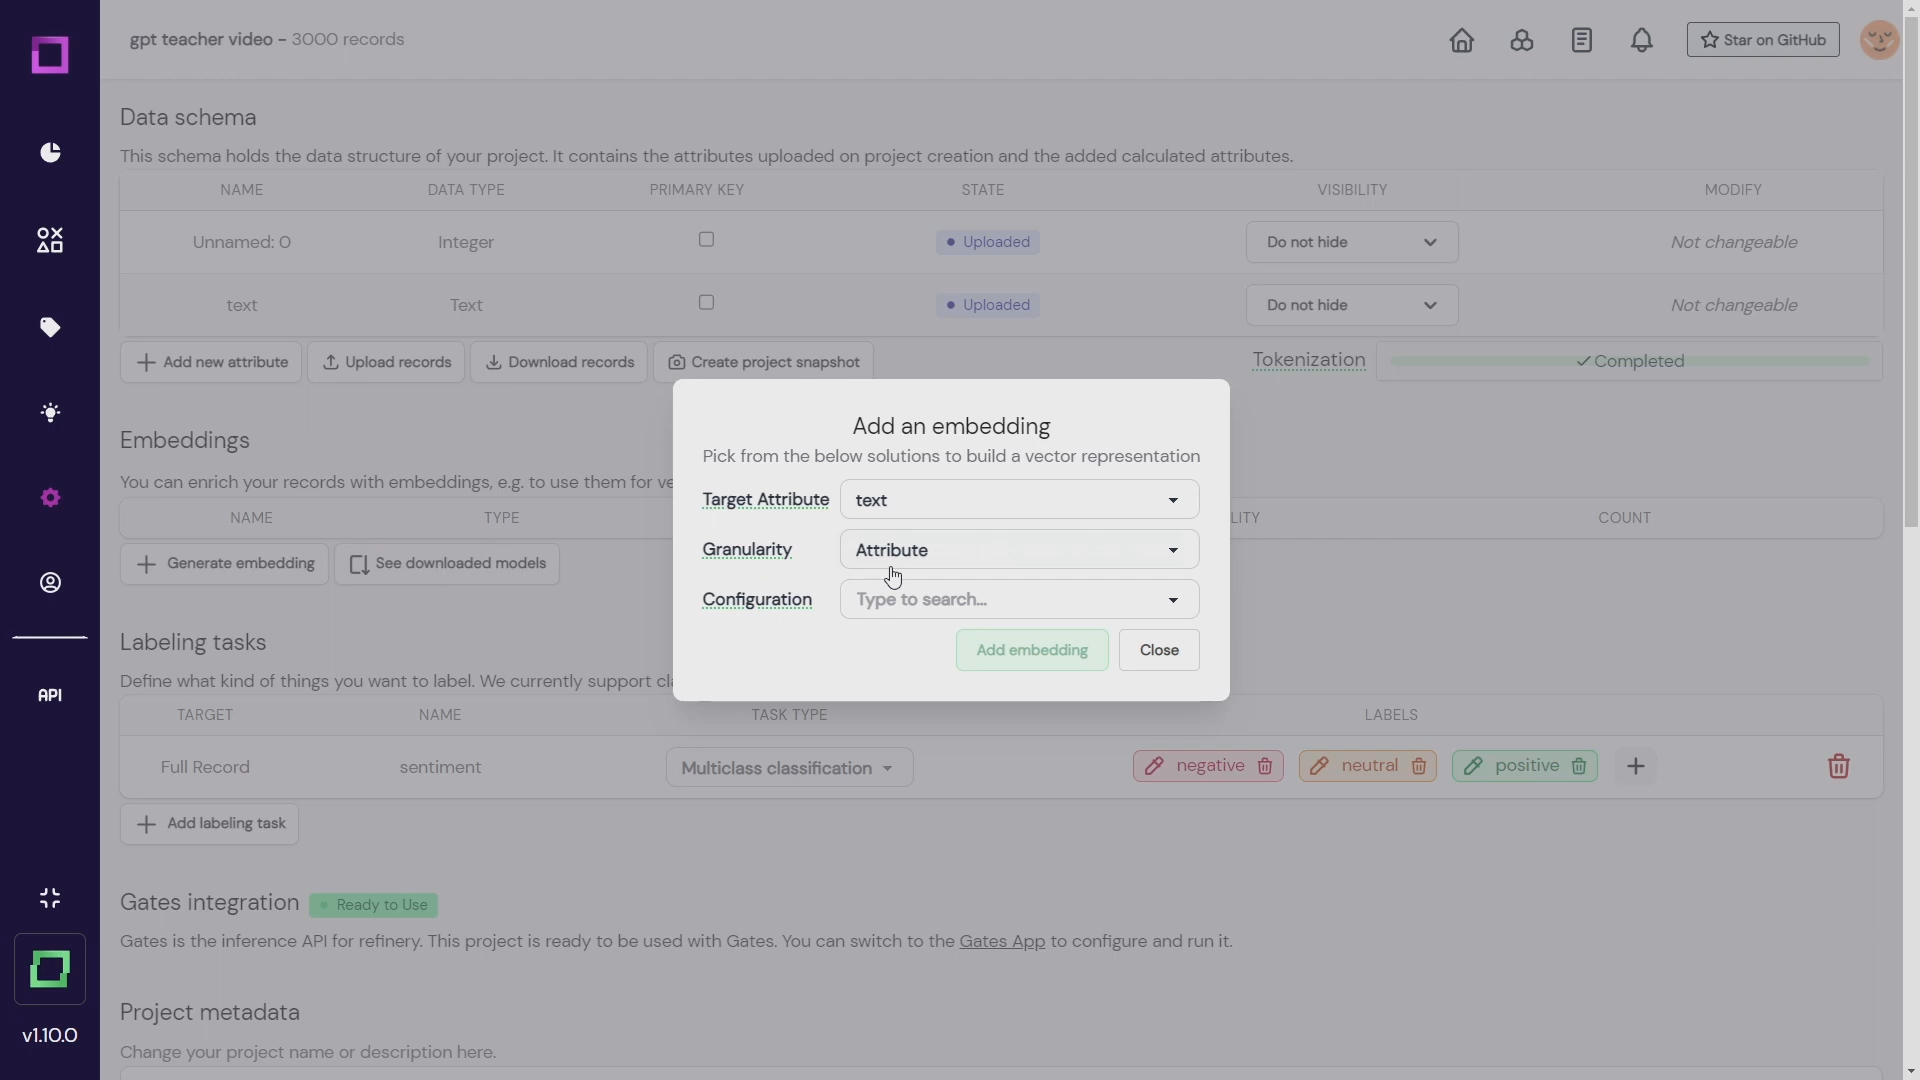 gpt teacher video - 3000 records
Star on GitHub
Data schema
This schema holds the data structure of your project. It contains the attributes uploaded on project creation and the added calculated attributes.
NAME DATA TYPE PRIMARY KEY STATE VISIBILITY MODIFY
Unnamed: 0 Integer Uploaded Do not hide Not changeable
text Text Uploaded Do not hide Not changeable
Add new attribute Upload records Download records Create project snapshot Tokenization Completed
Add an embedding
Pick from the below solutions to build a vector representation
Target Attribute text
Granularity Attribute
Configuration Type to search...
Add embedding Close
Embeddings
You can enrich your records with embeddings, e.g. to use them for
NAME TYPE COUNT
Generate embedding See downloaded models
Labeling tasks
Define what kind of things you want to label. We currently support
TARGET NAME TASK TYPE LABELS
Full Record sentiment Multiclass classification negative neutral positive
Add labeling task
API
Gates integration Ready to Use
Gates is the inference API for refinery. This project is ready to be used with Gates. You can switch to the Gates App to configure and run it.
Project metadata
Change your project name or description here.
v1.10.0